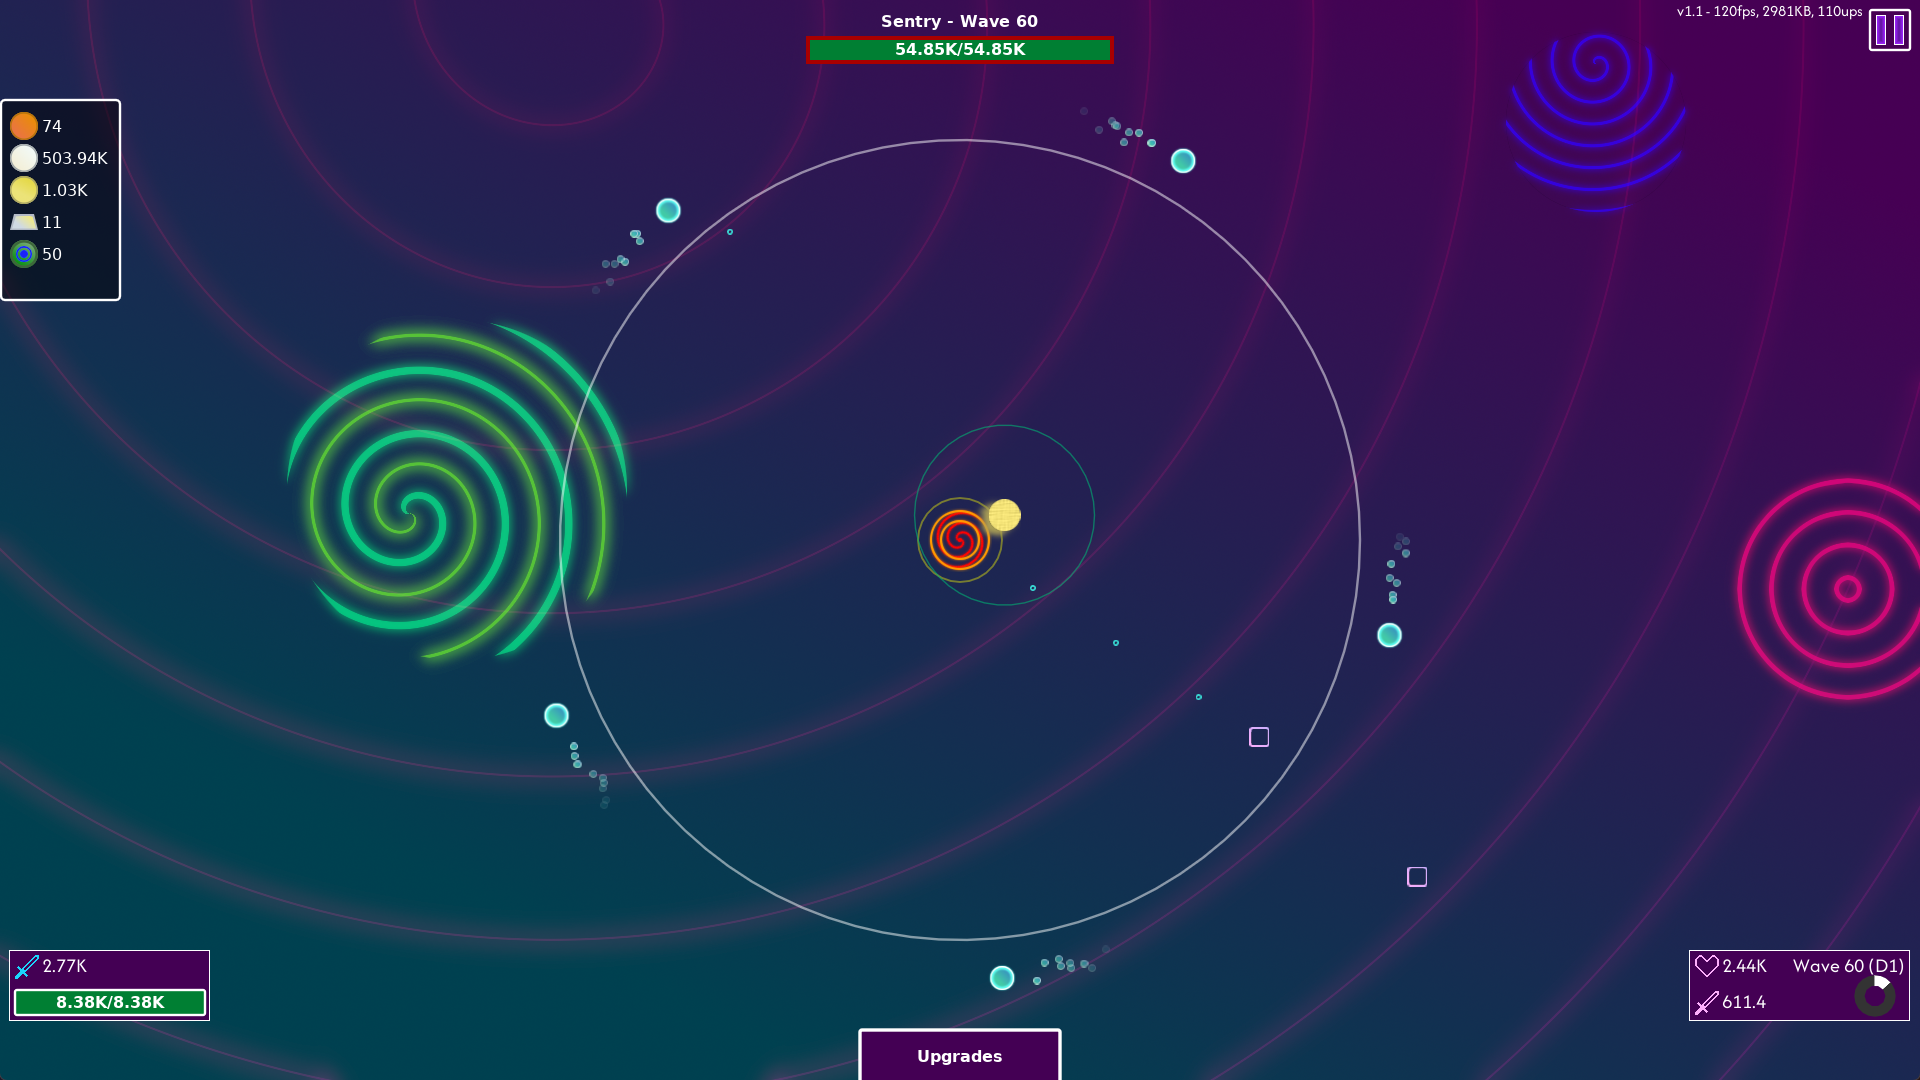 Sentry - Wave 60
54.85K/54.85K
v1.1 - 120fps, 2981KB, 110ups
74
503.94K
1.03K
11
50
2.77K
8.38K/8.38K
Upgrades
2.44K Wave 60 (D1)
611.4